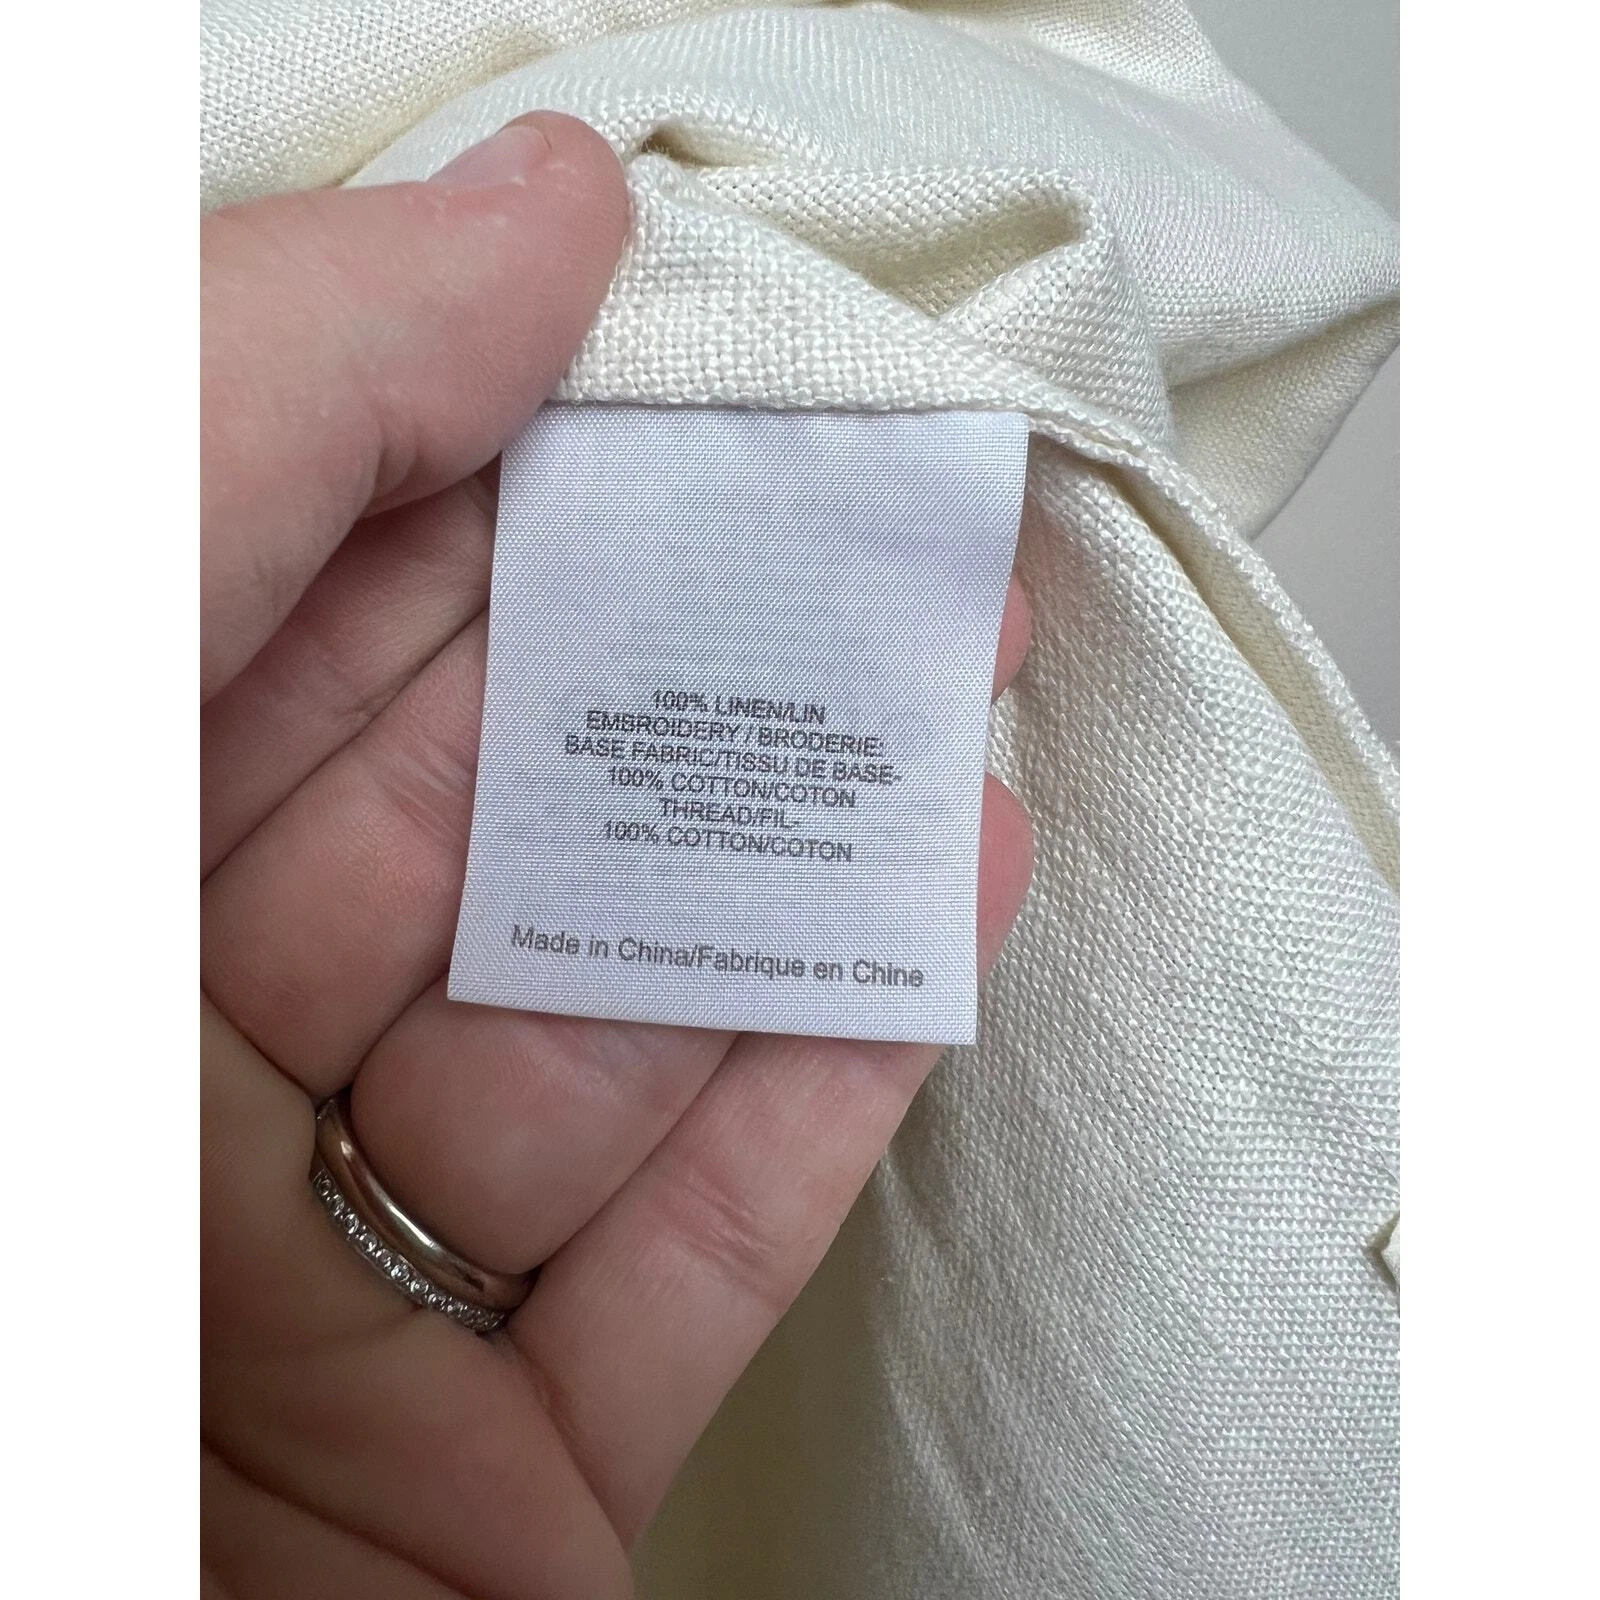 100% LINEN/LIN
EMBROIDERY / BRODERIE:
BASE FABRIC/TISSU DE BASE-
100% COTTON/COTON
THREAD/FIL-
100% COTTON/COTON
Made in China/Fabrique en Chine